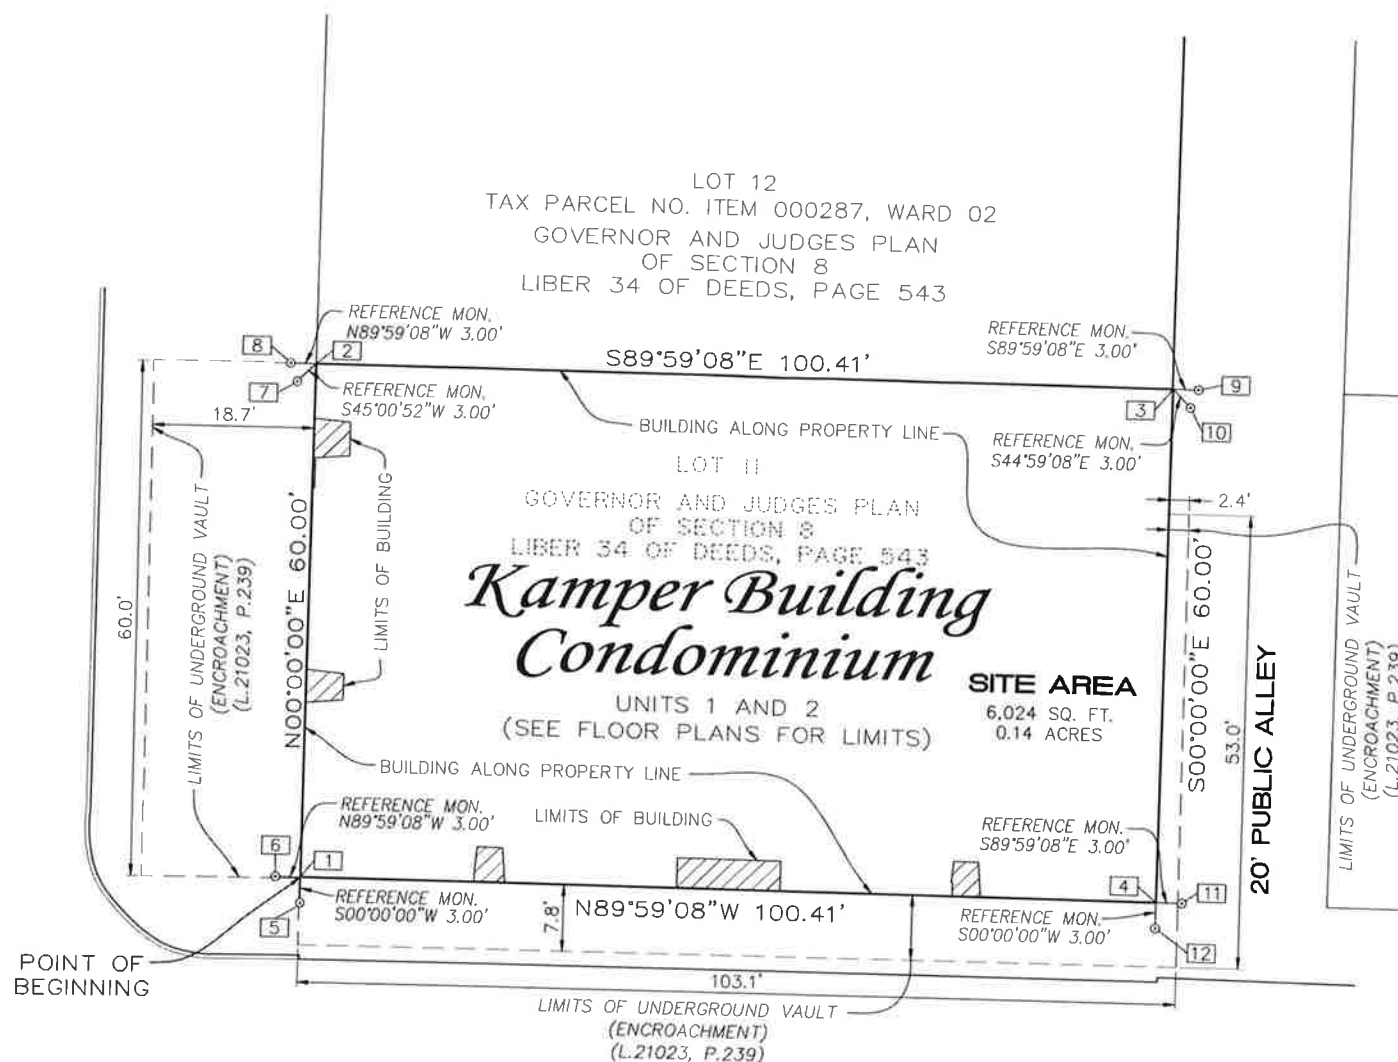 LOT 12
TAX PARCEL NO. ITEM 000287, WARD 02
GOVERNOR AND JUDGES PLAN
OF SECTION 8
LIBER 34 OF DEEDS, PAGE 543
REFERENCE MON.
N89°59'08"W 3.00'
8
2
7
REFERENCE MON.
S45°00'52"W 3.00'
S89°59'08"E 100.41'
REFERENCE MON.
S89°59'08"E 3.00'
9
3
10
REFERENCE MON.
S44°59'08"E 3.00'
18.7'
BUILDING ALONG PROPERTY LINE
LOT 11
GOVERNOR AND JUDGES PLAN
OF SECTION 8
LIBER 34 OF DEEDS, PAGE 543
Kamper Building
Condominium
UNITS 1 AND 2
(SEE FLOOR PLANS FOR LIMITS)
SITE AREA
6,024 SQ. FT.
0.14 ACRES
60.0'
LIMITS OF UNDERGROUND VAULT
(ENCROACHMENT)
(L.21023, P.239)
N00°00'00"E 60.00'
LIMITS OF BUILDING
2.4'
S00°00'00"E 60.00'
53.0'
20' PUBLIC ALLEY
LIMITS OF UNDERGROUND VAULT
(ENCROACHMENT)
(L.21023, P.239)
BUILDING ALONG PROPERTY LINE
REFERENCE MON.
N89°59'08"W 3.00'
LIMITS OF BUILDING
REFERENCE MON.
S89°59'08"E 3.00'
6
1
4
11
REFERENCE MON.
S00°00'00"W 3.00'
5
7.8'
N89°59'08"W 100.41'
REFERENCE MON.
S00°00'00"W 3.00'
12
POINT OF
BEGINNING
103.1'
LIMITS OF UNDERGROUND VAULT
(ENCROACHMENT)
(L.21023, P.239)